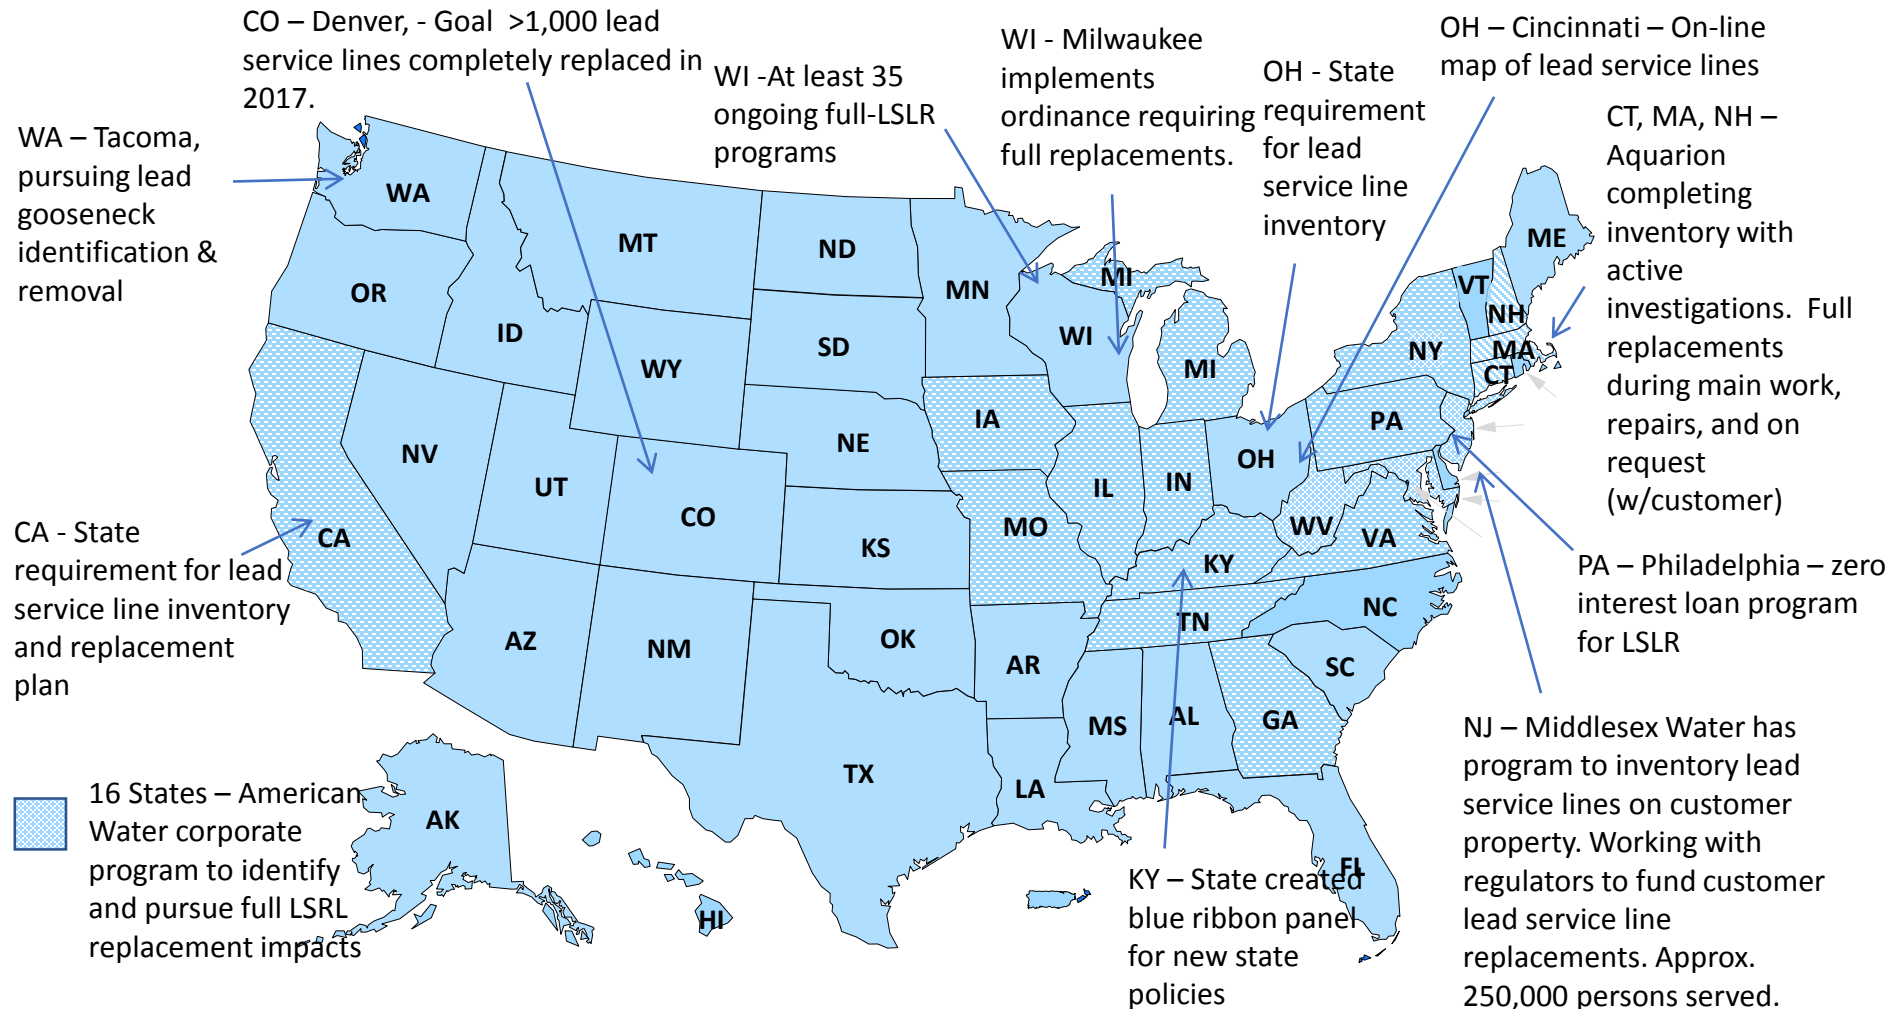 CO – Denver, - Goal  >1,000 lead
service lines completely replaced in
2017.
WI -At least 35
ongoing full-LSLR
programs
WI - Milwaukee
implements
ordinance requiring
full replacements.
OH - State
requirement
for lead
service line
inventory
OH – Cincinnati – On-line
map of lead service lines
WA – Tacoma,
pursuing lead
gooseneck
identification &
removal
CT, MA, NH –
Aquarion
completing
inventory with
active
investigations.  Full
replacements
during main work,
repairs, and on
request
(w/customer)
CA - State
requirement for lead
service line inventory
and replacement
plan
PA – Philadelphia – zero
interest loan program
for LSLR
NJ – Middlesex Water has
program to inventory lead
service lines on customer
property. Working with
regulators to fund customer
lead service line
replacements. Approx.
250,000 persons served.
KY – State created
blue ribbon panel
for new state
policies
16 States – American
Water corporate
program to identify
and pursue full LSRL
replacement impacts
WA
MT
ND
MN
MI
ME
VT
NH
OR
ID
SD
WI
NY
MA
WY
MI
CT
IA
PA
NV
NE
OH
UT
IL
IN
CO
MO
WV
CA
KS
KY
VA
NC
TN
AZ
NM
OK
AR
SC
MS
AL
GA
TX
LA
AK
FL
HI